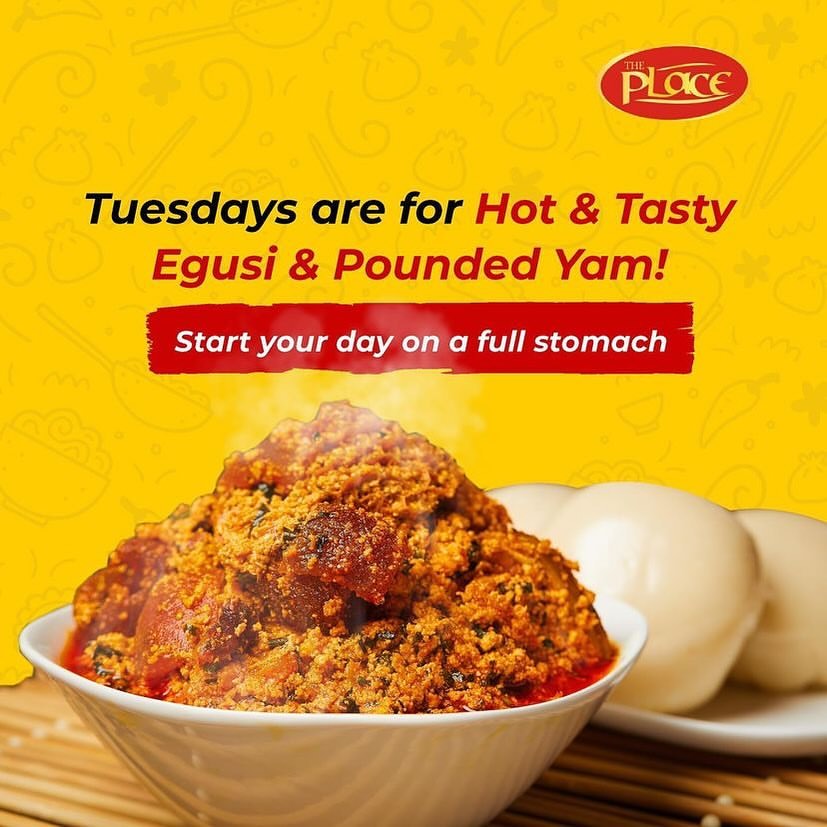 THE
PLACE
Tuesdays are for Hot & Tasty
Egusi & Pounded Yam!
Start your day on a full stomach